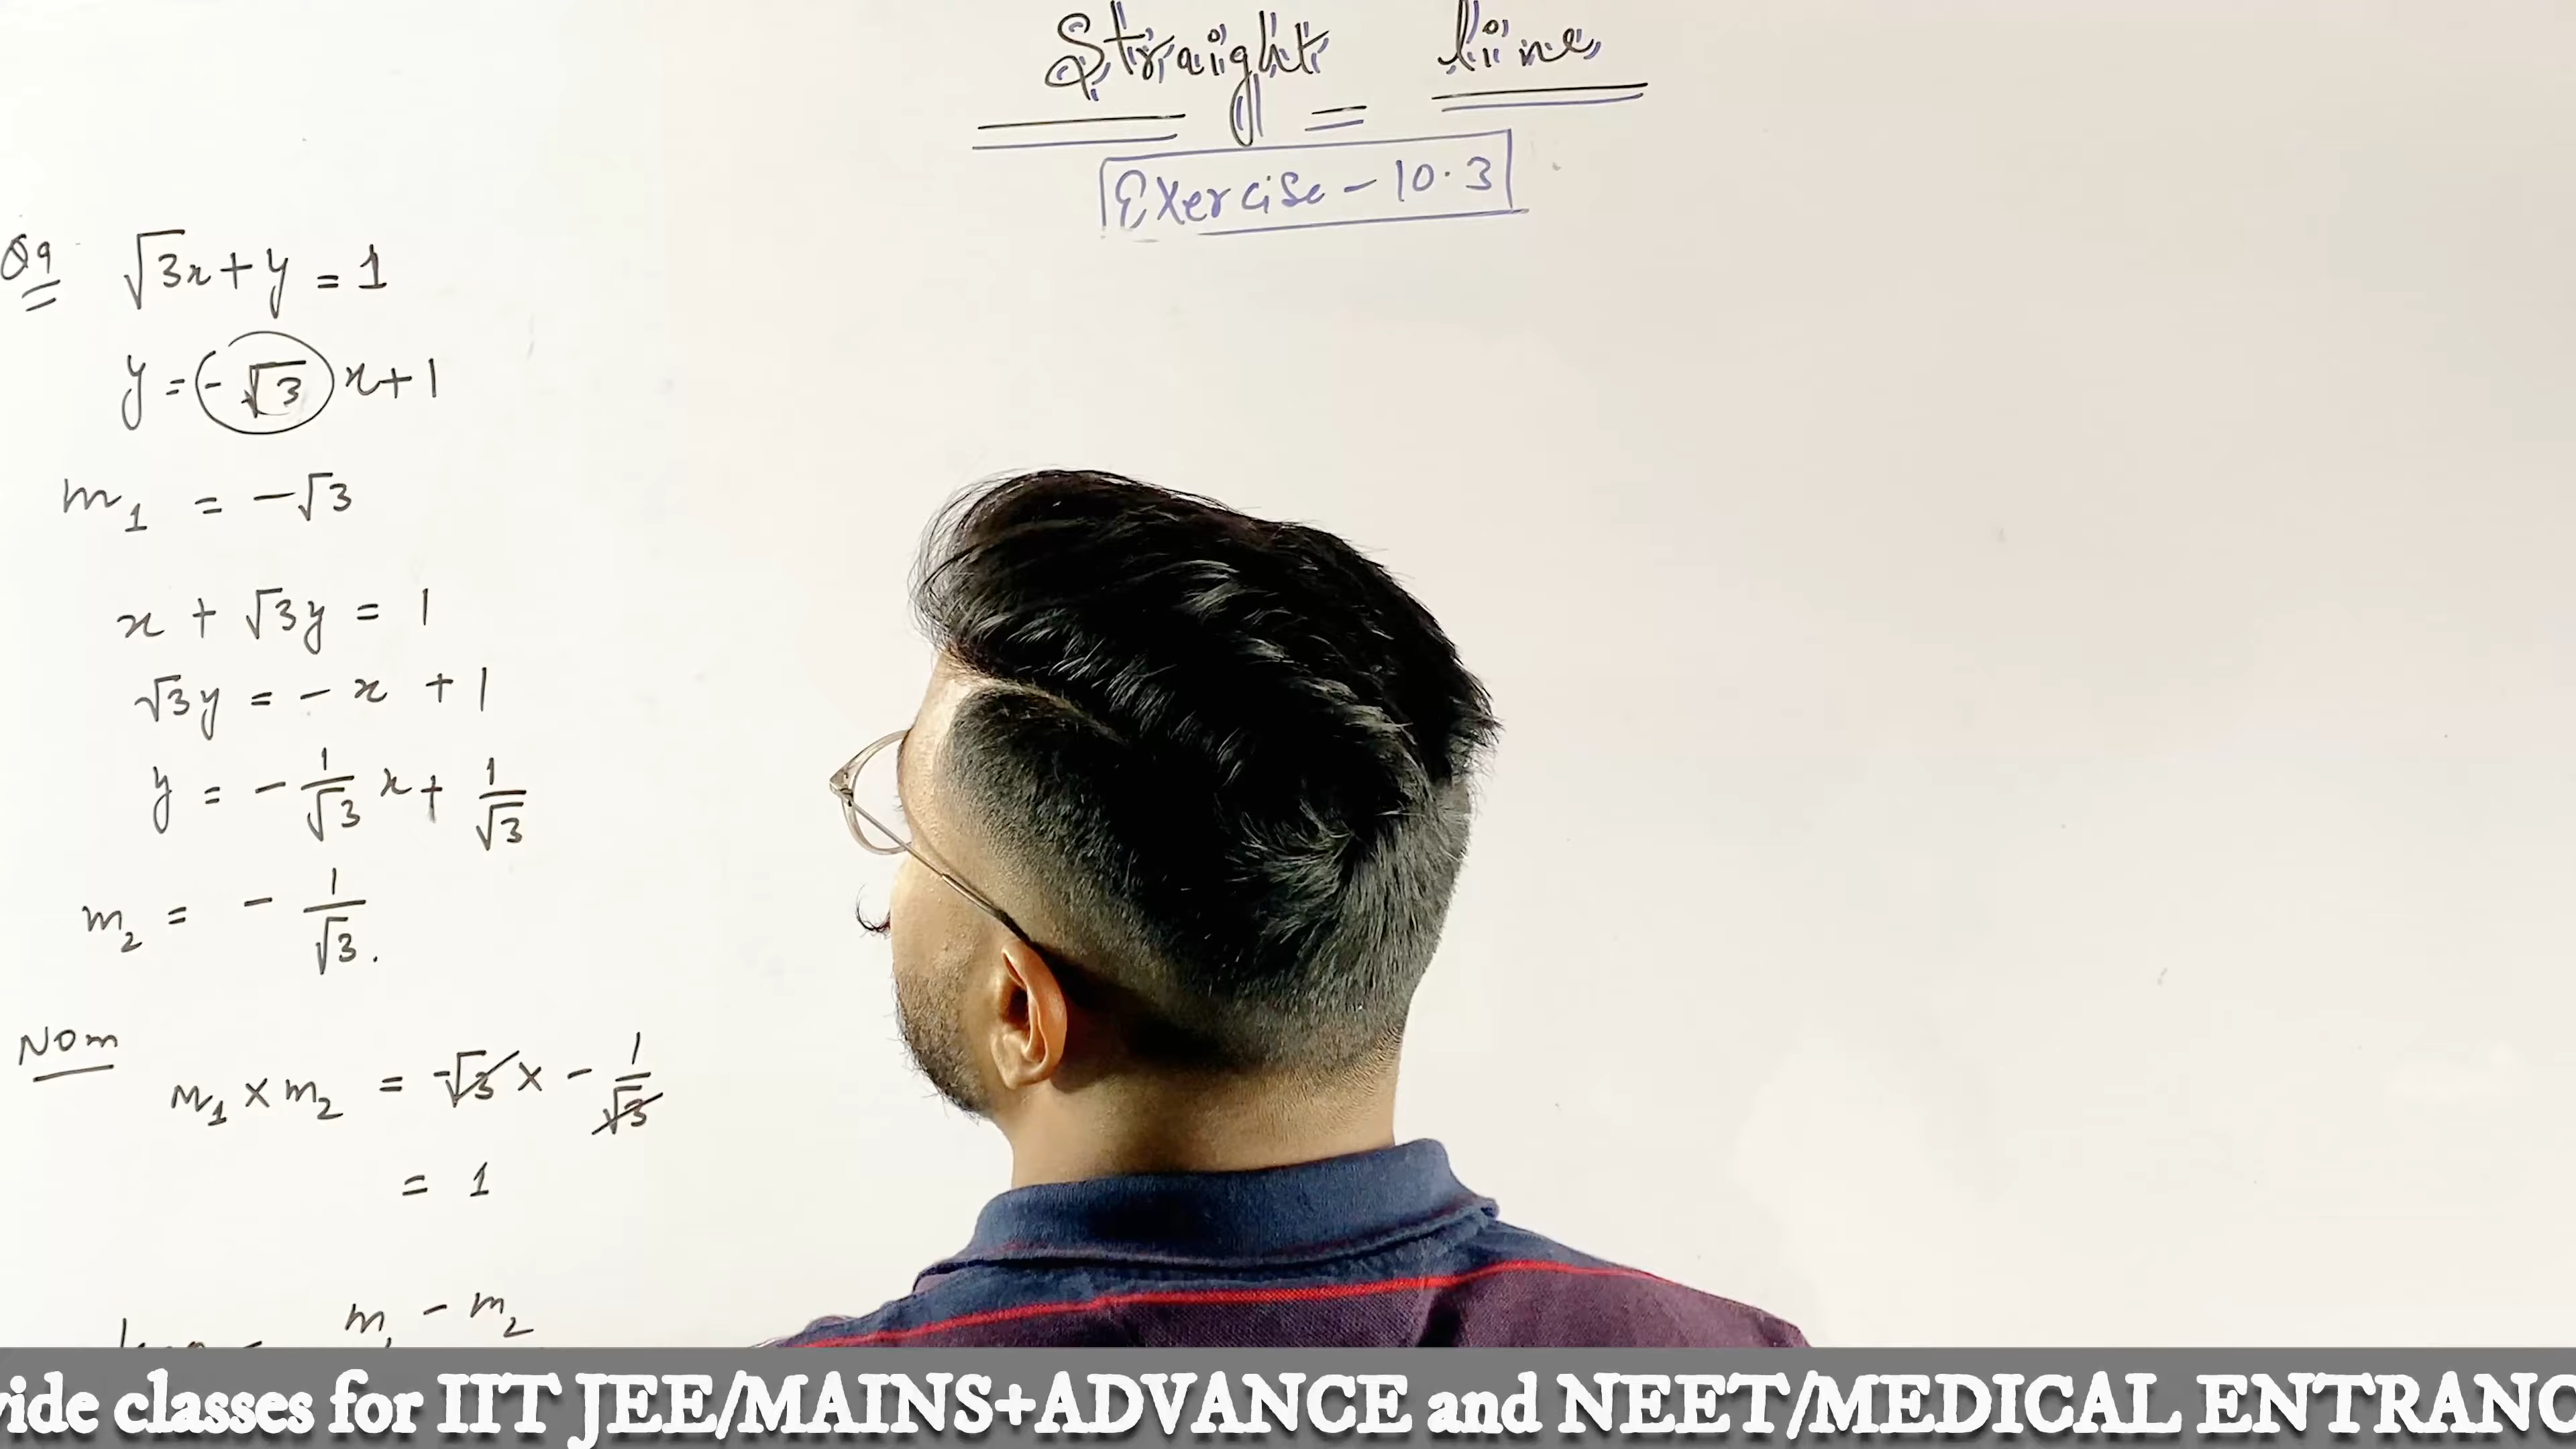 Straight line
Exercise - 10.3
Q9 √3x + y = 1
y = (-√3) x + 1
m₁ = -√3
x + √3y = 1
√3y = - x + 1
y = - 1/√3 x + 1/√3
m₂ = - 1/√3.
Now
m₁ × m₂ = -√3 × - 1/√3
= 1
m₁ - m₂
vide classes for IIT JEE/MAINS+ADVANCE and NEET/MEDICAL ENTRANC